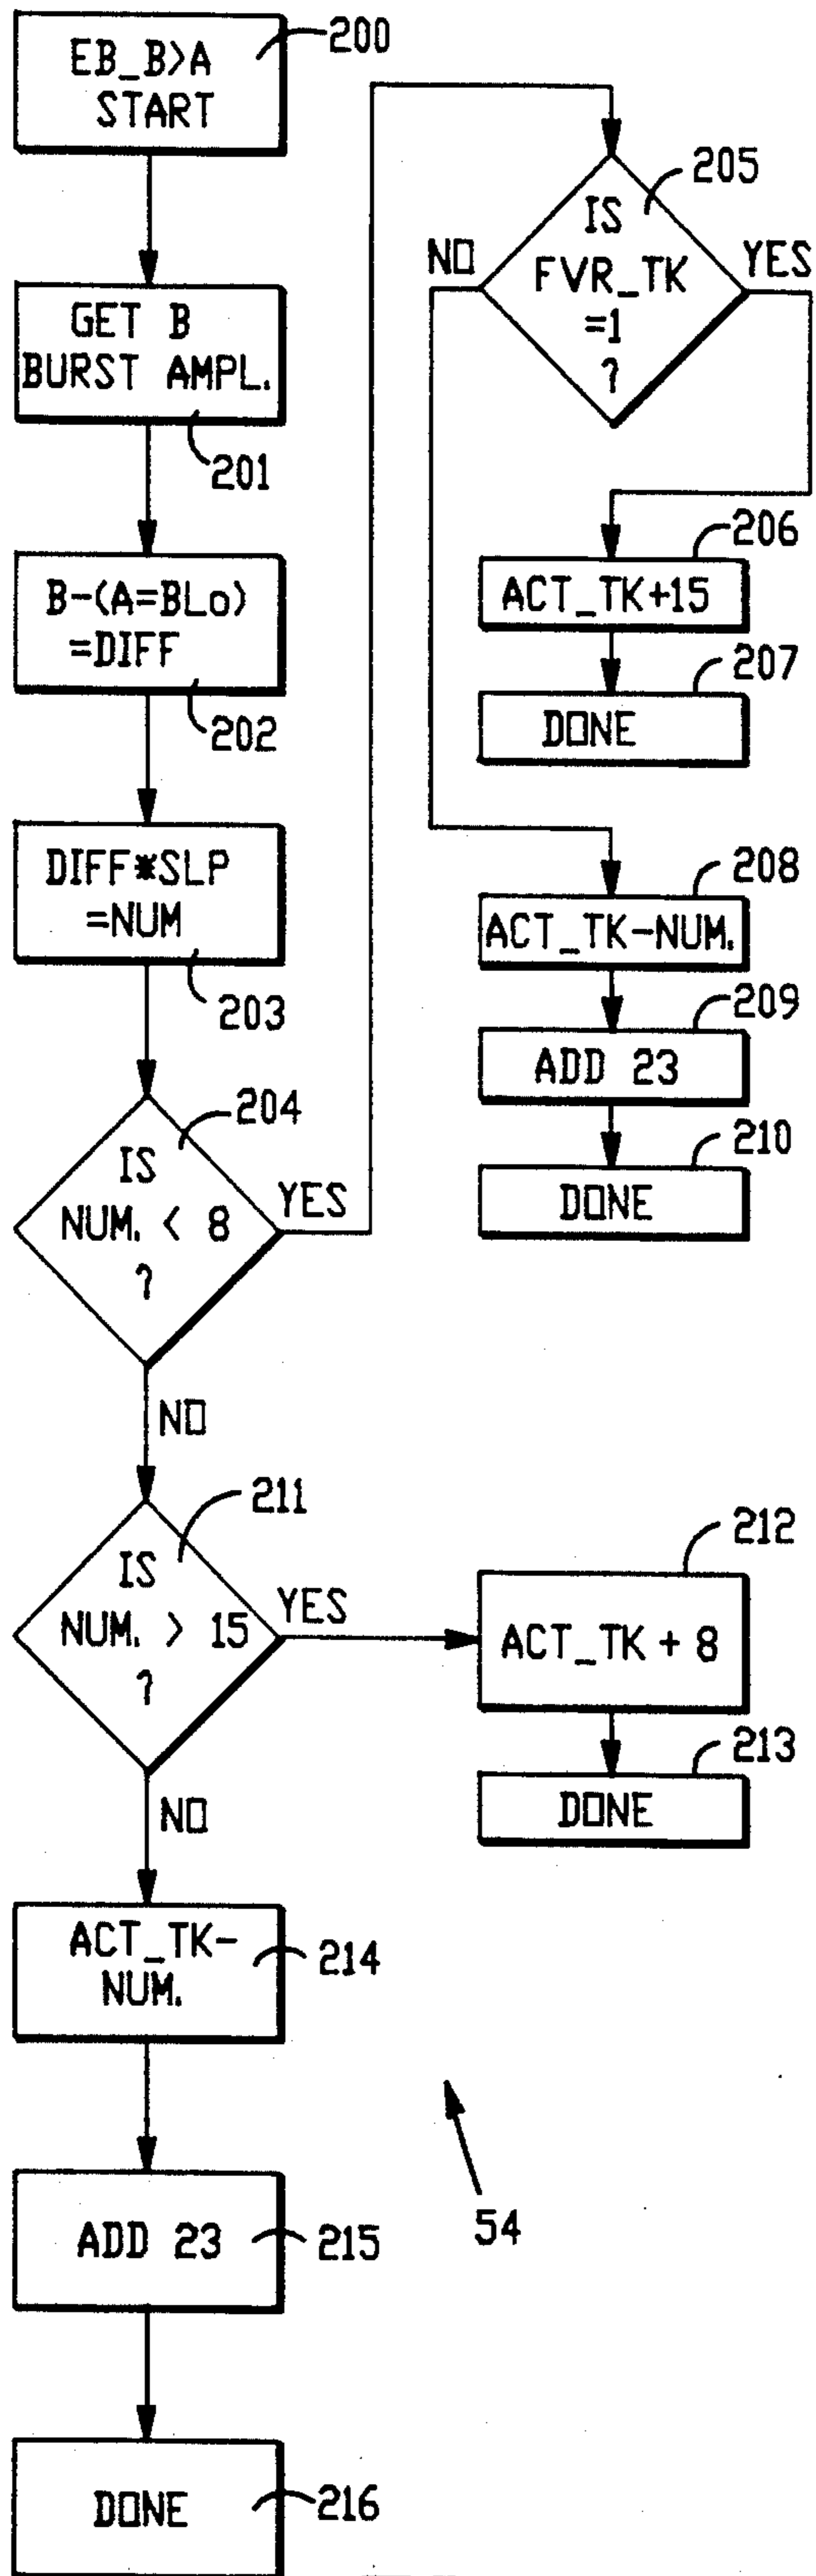 EB_B>A
START
200
GET B
BURST AMPL.
201
B-(A=BLo)
=DIFF
202
DIFF*SLP
=NUM
203
204
IS
NUM. < 8
?
YES
NO
205
IS
FVR_TK
=1
?
NO
YES
206
ACT_TK+15
207
DONE
208
ACT_TK-NUM.
209
ADD 23
210
DONE
211
IS
NUM. > 15
?
YES
NO
212
ACT_TK + 8
213
DONE
ACT_TK-
NUM.
214
ADD 23
215
54
DONE
216